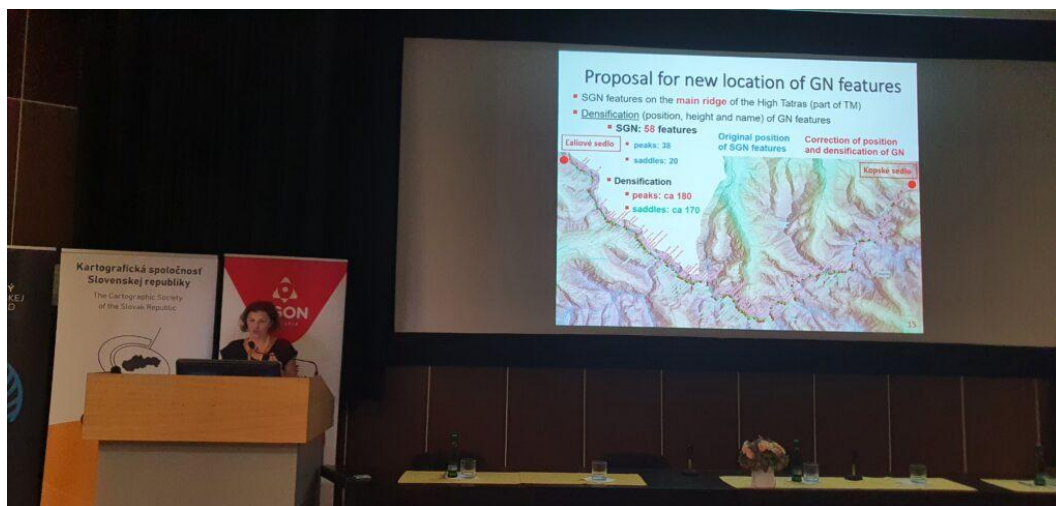 Proposal for new location of GN features
SGN features on the main ridge of the High Tatras (part of TM)
Densification (position, height and name) of GN features
SGN: 58 features
peaks: 38
saddles: 20
Original position
of SGN features
Correction of position
and densification of GN
Ľaliové sedlo
Kopské sedlo
Densification
peaks: ca 180
saddles: ca 170
15
Kartografická spoločnosť
Slovenskej republiky
The Cartographic Society
of the Slovak Republic
SON